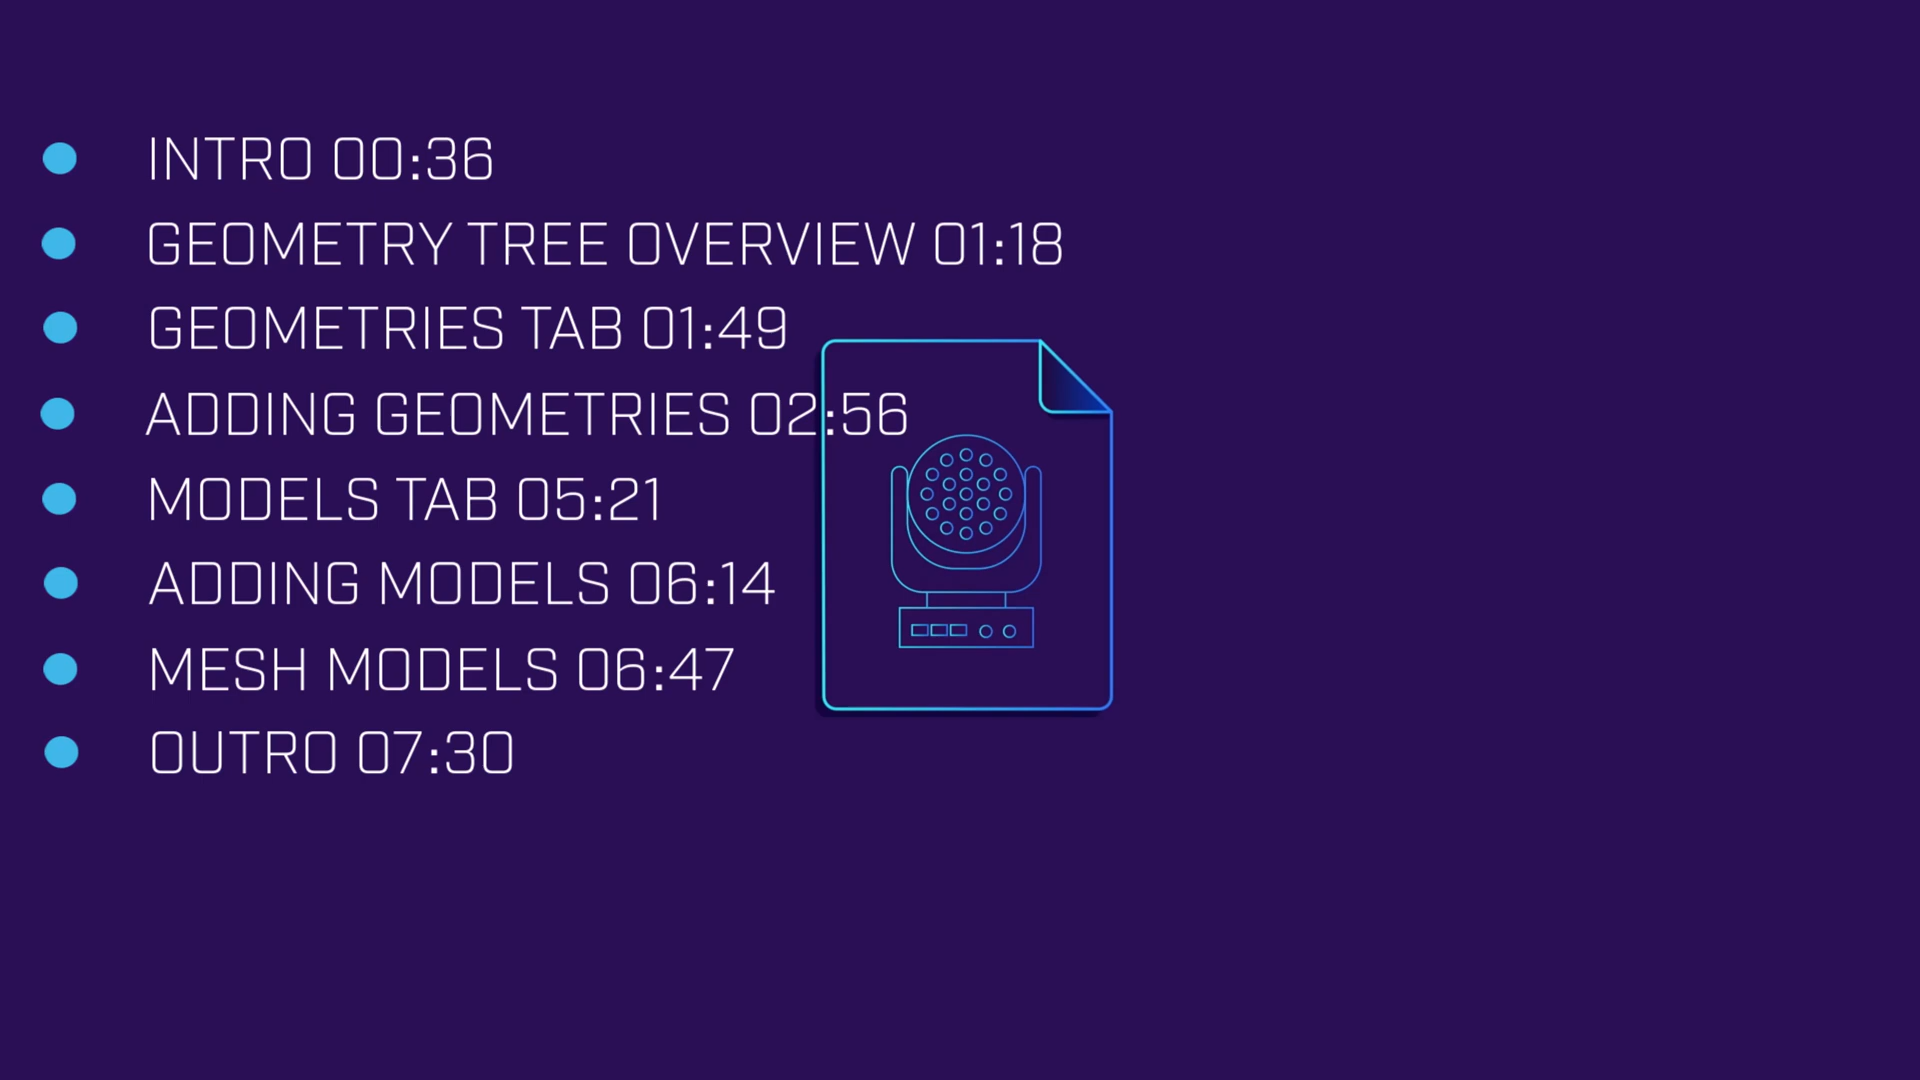 INTRO 00:36
GEOMETRY TREE OVERVIEW 01:18
GEOMETRIES TAB 01:49
ADDING GEOMETRIES 02:56
MODELS TAB 05:21
ADDING MODELS 06:14
MESH MODELS 06:47
OUTRO 07:30